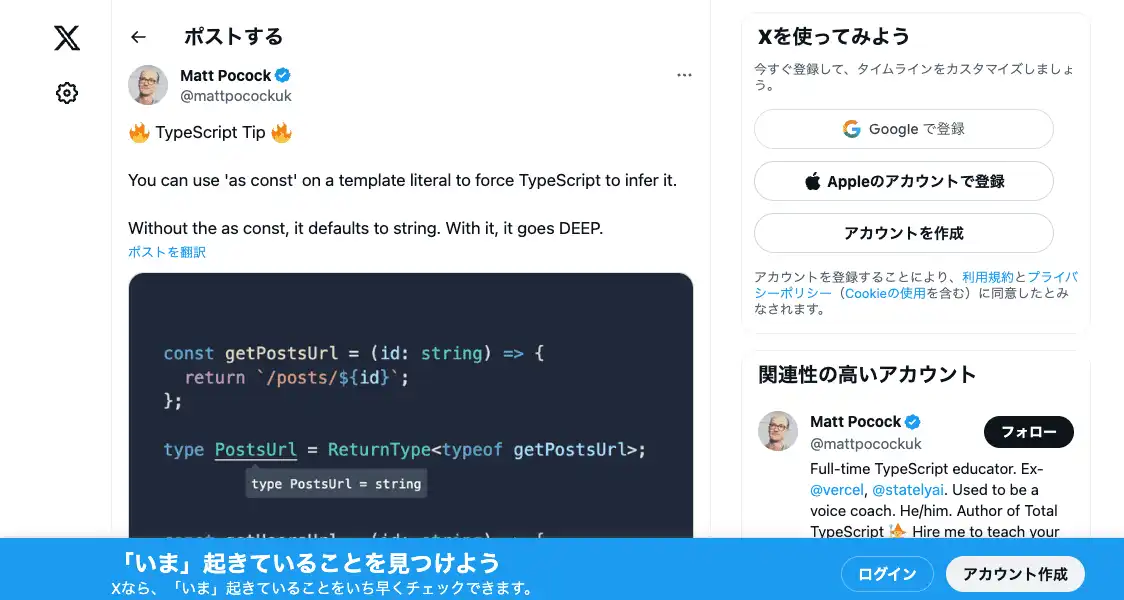 ポストする
Matt Pocock
@mattpocockuk
🔥 TypeScript Tip 🔥
You can use 'as const' on a template literal to force TypeScript to infer it.
Without the as const, it defaults to string. With it, it goes DEEP.
ポストを翻訳
const getPostsUrl = (id: string) => {
return `/posts/${id}`;
};
type PostsUrl = ReturnType<typeof getPostsUrl>;
type PostsUrl = string
Xを使ってみよう
今すぐ登録して、タイムラインをカスタマイズしましょ
う。
Google で登録
Appleのアカウントで登録
アカウントを作成
アカウントを登録することにより、利用規約とプライバ
シーポリシー（Cookieの使用を含む）に同意したとみ
なされます。
関連性の高いアカウント
Matt Pocock
@mattpocockuk
フォロー
Full-time TypeScript educator. Ex-
@vercel, @statelyai. Used to be a
voice coach. He/him. Author of Total
TypeScript Hire me to teach your
「いま」起きていることを見つけよう
Xなら、「いま」起きていることをいち早くチェックできます。
ログイン
アカウント作成